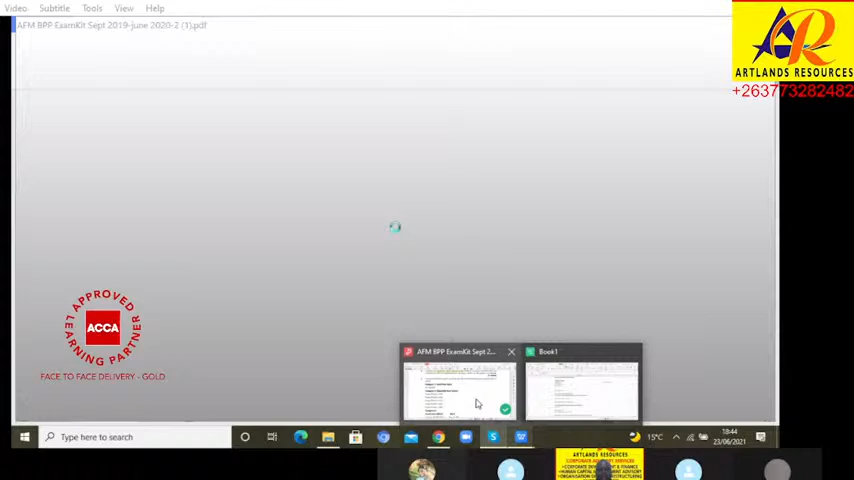 Video Subtitle Tools View Help
AFM BPP ExamKit Sept 2019-june 2020-2 (1).pdf
AR
ARTLANDS RESOURCES
+263773282482
APPROVED
LEARNING PARTNER
ACCA
FACE TO FACE DELIVERY - GOLD
AFM BPP ExamKit Sept 2...
Book1
Type here to search
15°C
18:44
23/06/2021
ARTLANDS RESOURCES